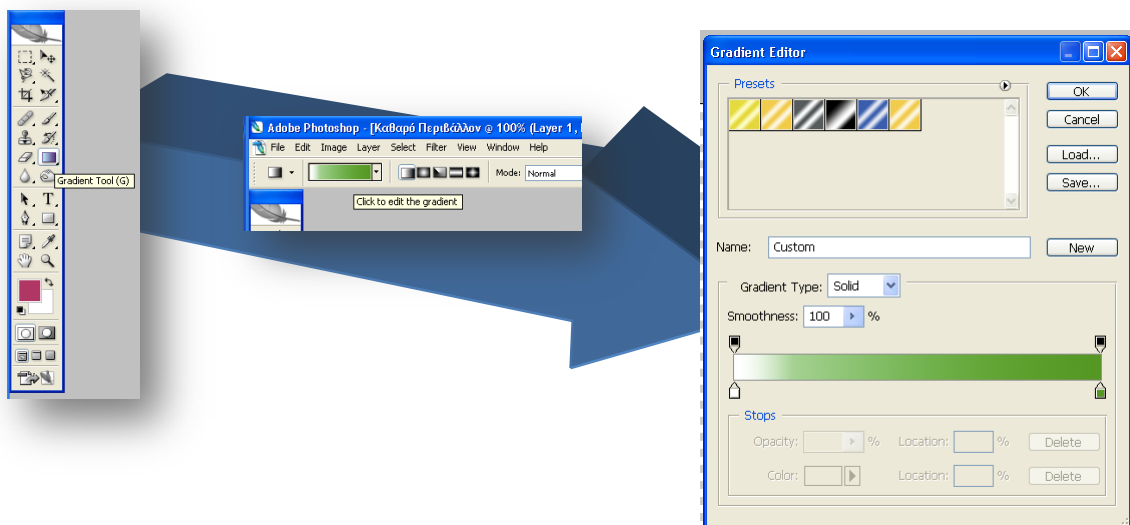 Gradient Tool (G)
T
Adobe Photoshop - [Καθαρό Περιβάλλον @ 100% (Layer 1,
File Edit Image Layer Select Filter View Window Help
Mode: Normal
Click to edit the gradient
Gradient Editor
Presets
OK
Cancel
Load...
Save...
Name: Custom
New
Gradient Type: Solid
Smoothness: 100 %
Stops
Opacity: % Location: % Delete
Color: Location: % Delete